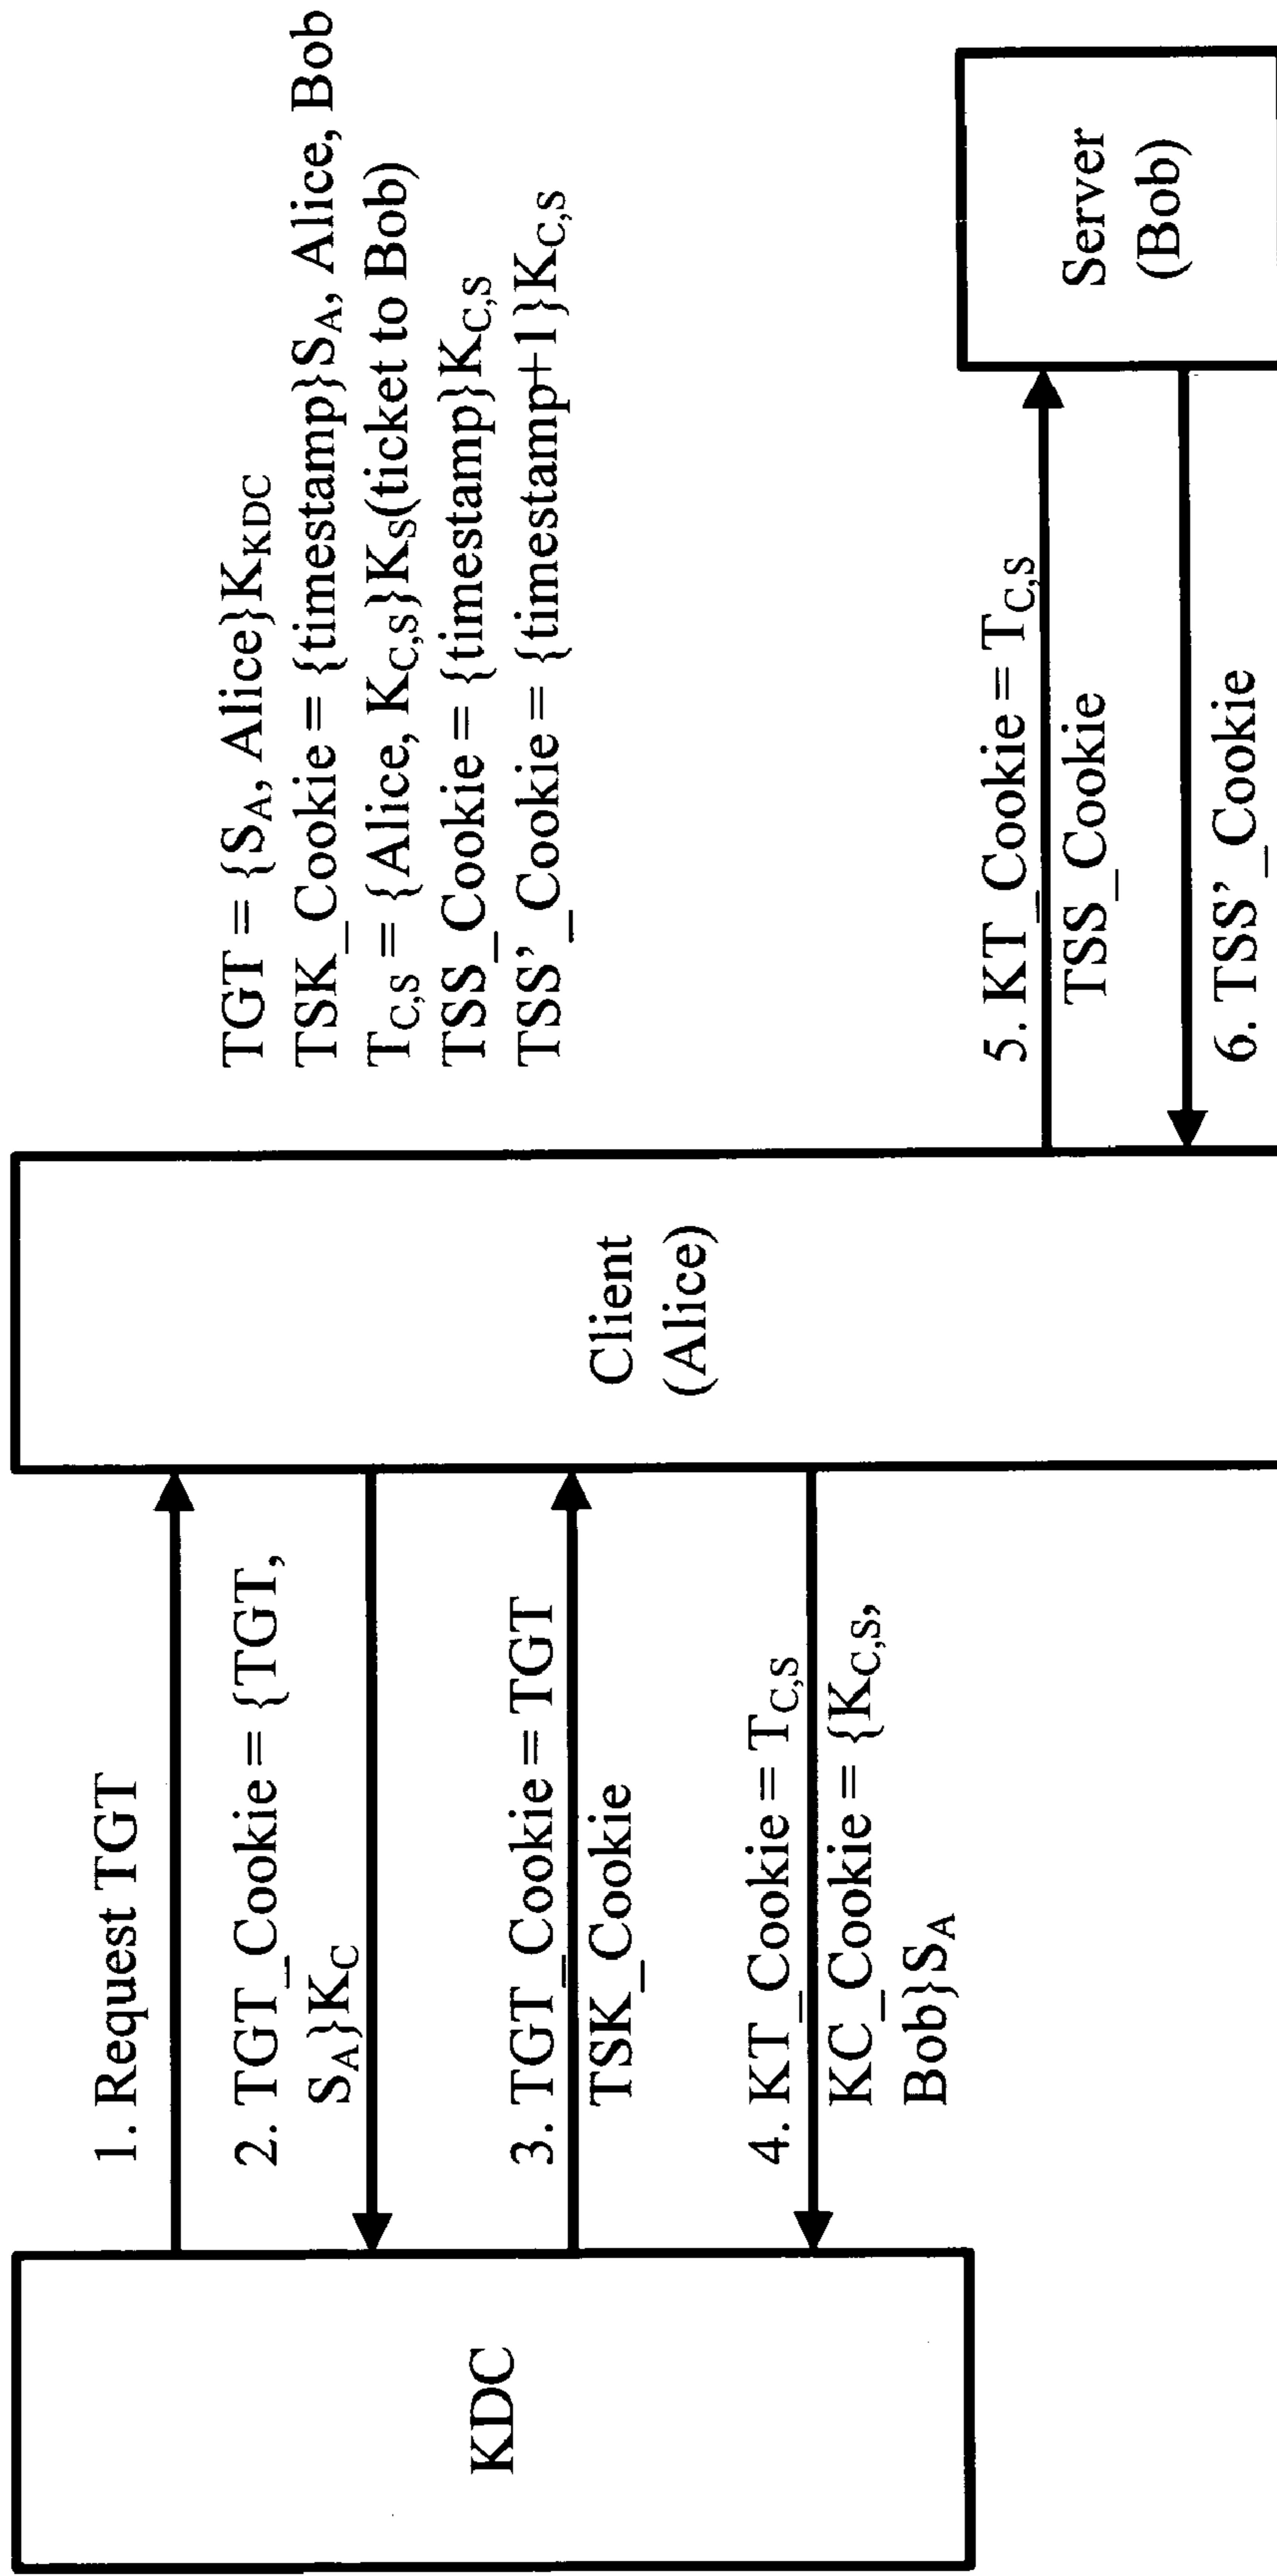 KDC
1. Request TGT
2. TGT_Cookie = {TGT,
S_A}K_C
3. TGT_Cookie = TGT
TSK_Cookie
4. KT_Cookie = T_C,S
KC_Cookie = {K_C,S,
Bob}S_A
Client
(Alice)
TGT = {S_A, Alice}K_KDC
TSK_Cookie = {timestamp}S_A, Alice, Bob
T_C,S = {Alice, K_C,S}K_S(ticket to Bob)
TSS_Cookie = {timestamp}K_C,S
TSS’_Cookie = {timestamp+1}K_C,S
5. KT_Cookie = T_C,S
TSS_Cookie
6. TSS’_Cookie
Server
(Bob)